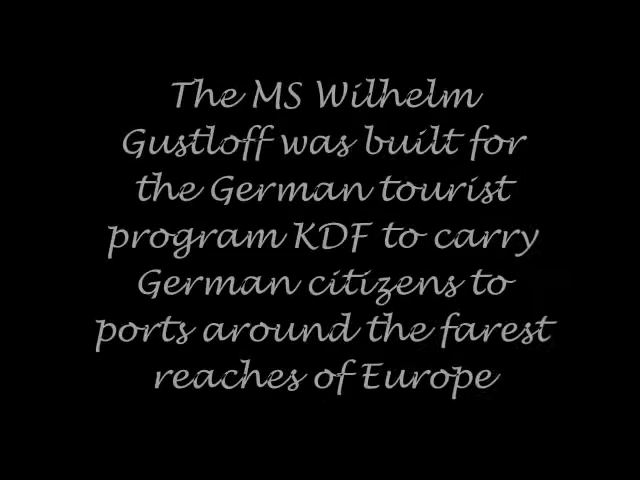 The MS Wilhelm
Gustloff was built for
the German tourist
program KDF to carry
German citizens to
ports around the farest
reaches of Europe